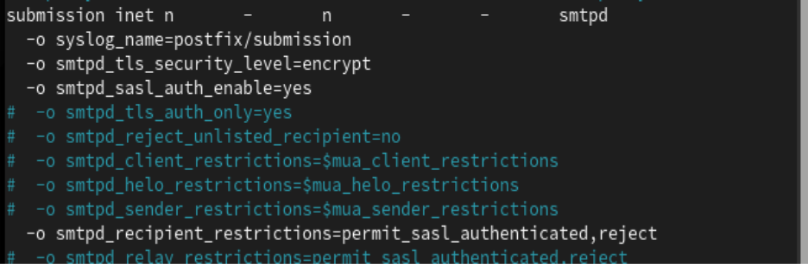 submission inet n       -       n       -       -       smtpd
  -o syslog_name=postfix/submission
  -o smtpd_tls_security_level=encrypt
  -o smtpd_sasl_auth_enable=yes
#  -o smtpd_tls_auth_only=yes
#  -o smtpd_reject_unlisted_recipient=no
#  -o smtpd_client_restrictions=$mua_client_restrictions
#  -o smtpd_helo_restrictions=$mua_helo_restrictions
#  -o smtpd_sender_restrictions=$mua_sender_restrictions
  -o smtpd_recipient_restrictions=permit_sasl_authenticated,reject
#  -o smtpd_relay_restrictions=permit_sasl_authenticated,reject